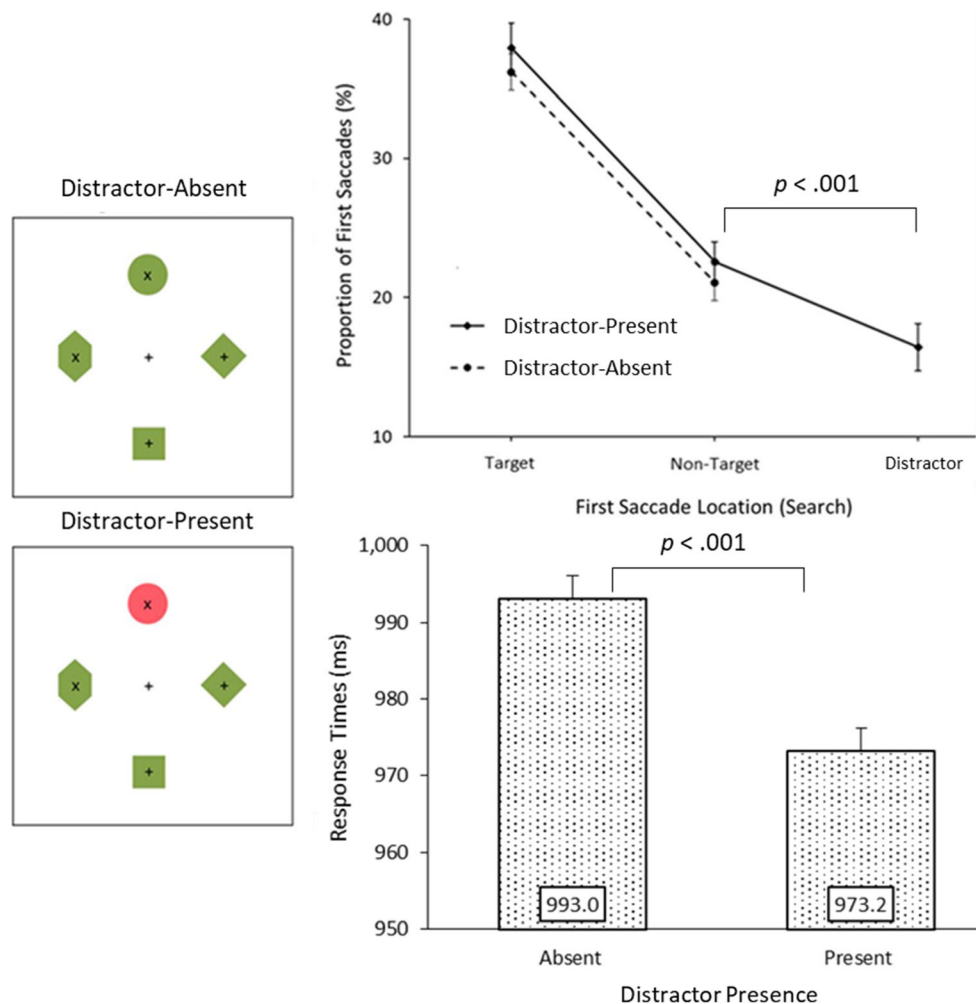 Distractor-Absent
x
x
+
+
+
Distractor-Present
x
x
+
+
+
Proportion of First Saccades (%)
40
30
20
10
p < .001
Distractor-Present
Distractor-Absent
Target
Non-Target
Distractor
First Saccade Location (Search)
Response Times (ms)
1,000
990
980
970
960
950
p < .001
993.0
973.2
Absent
Present
Distractor Presence